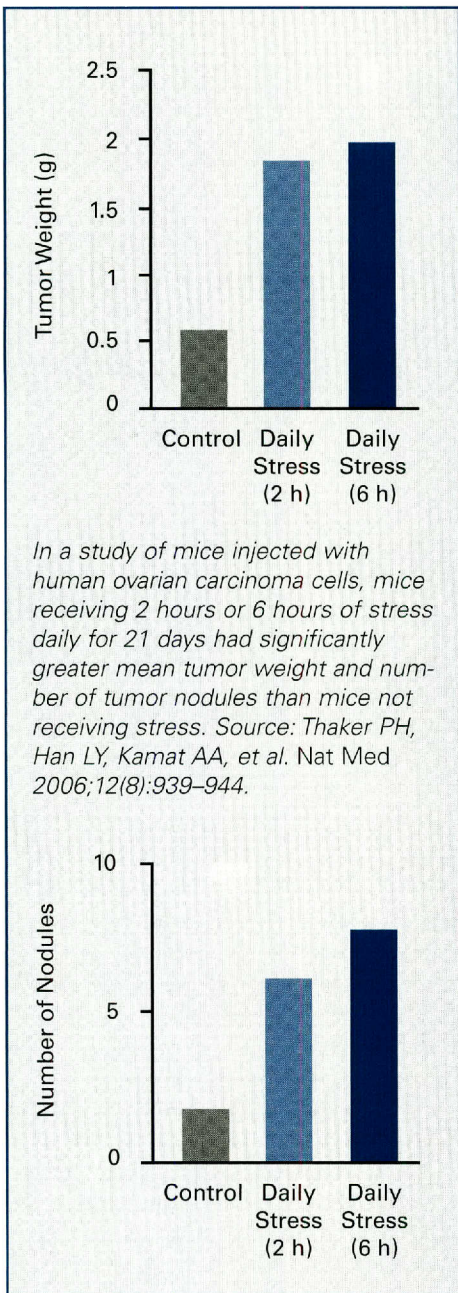 2.5
2
1.5
1
0.5
0
Tumor Weight (g)
Control
Daily
Stress
(2 h)
Daily
Stress
(6 h)
In a study of mice injected with
human ovarian carcinoma cells, mice
receiving 2 hours or 6 hours of stress
daily for 21 days had significantly
greater mean tumor weight and num-
ber of tumor nodules than mice not
receiving stress. Source: Thaker PH,
Han LY, Kamat AA, et al. Nat Med
2006;12(8):939–944.
10
5
0
Number of Nodules
Control
Daily
Stress
(2 h)
Daily
Stress
(6 h)